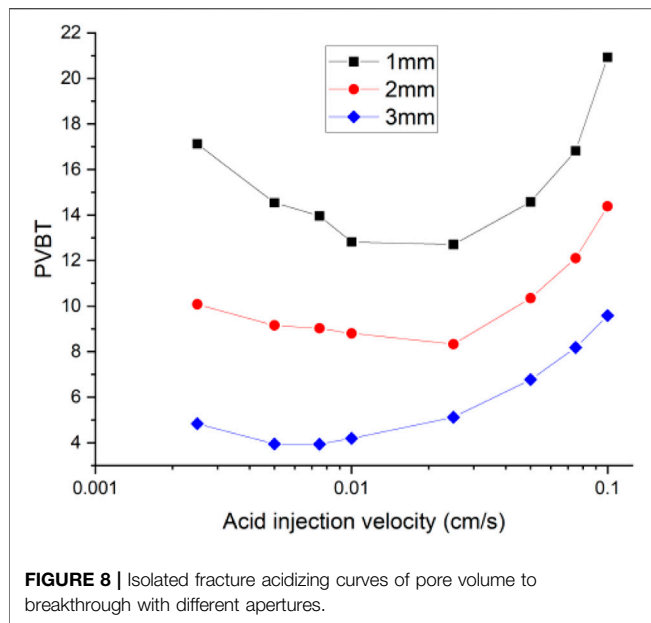 22
20
18
16
14
12
10
8
6
4
PVBT
1mm
2mm
3mm
0.001
0.01
0.1
Acid injection velocity (cm/s)
FIGURE 8 | Isolated fracture acidizing curves of pore volume to
breakthrough with different apertures.